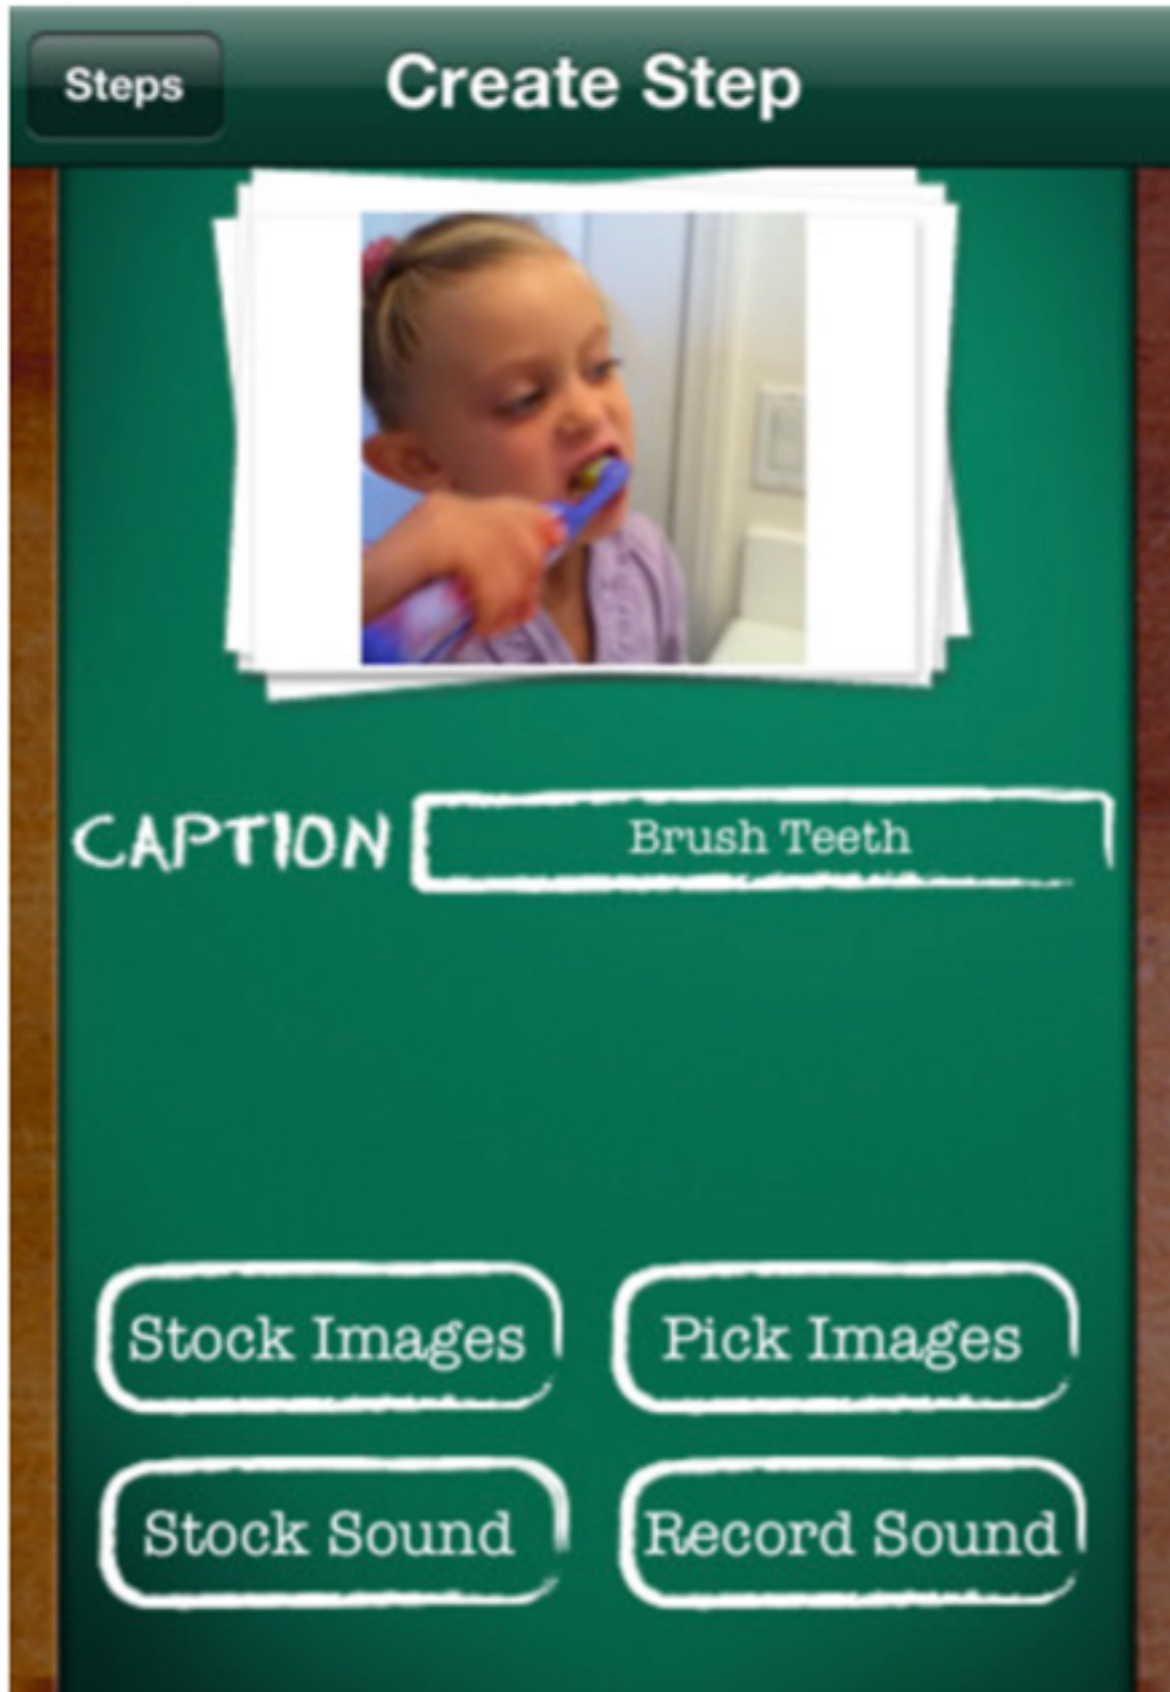 Steps
Create Step
CAPTION
Brush Teeth
Stock Images
Pick Images
Stock Sound
Record Sound